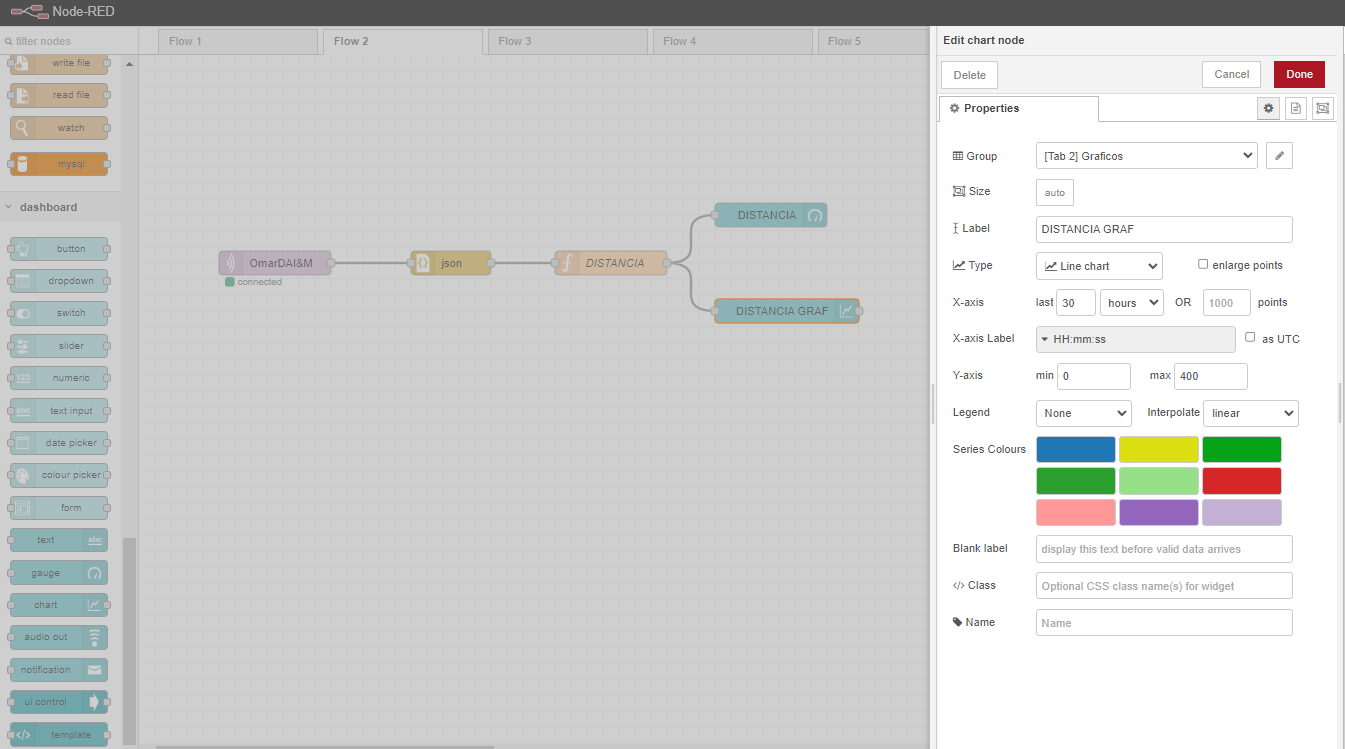 Node-RED
filter nodes
write file
read file
watch
mysql
dashboard
button
dropdown
switch
slider
123 numeric
abc text input
date picker
colour picker
form
text abc
gauge
chart
audio out
notification
ui control
</> template
Flow 1
Flow 2
Flow 3
Flow 4
Flow 5
OmarDAI&M
connected
{} json
f DISTANCIA
DISTANCIA
DISTANCIA GRAF
Edit chart node
Delete
Cancel
Done
Properties
Group [Tab 2] Graficos
Size auto
Label DISTANCIA GRAF
Type Line chart enlarge points
X-axis last 30 hours OR 1000 points
X-axis Label HH:mm:ss as UTC
Y-axis min 0 max 400
Legend None Interpolate linear
Series Colours
Blank label display this text before valid data arrives
</> Class Optional CSS class name(s) for widget
Name Name